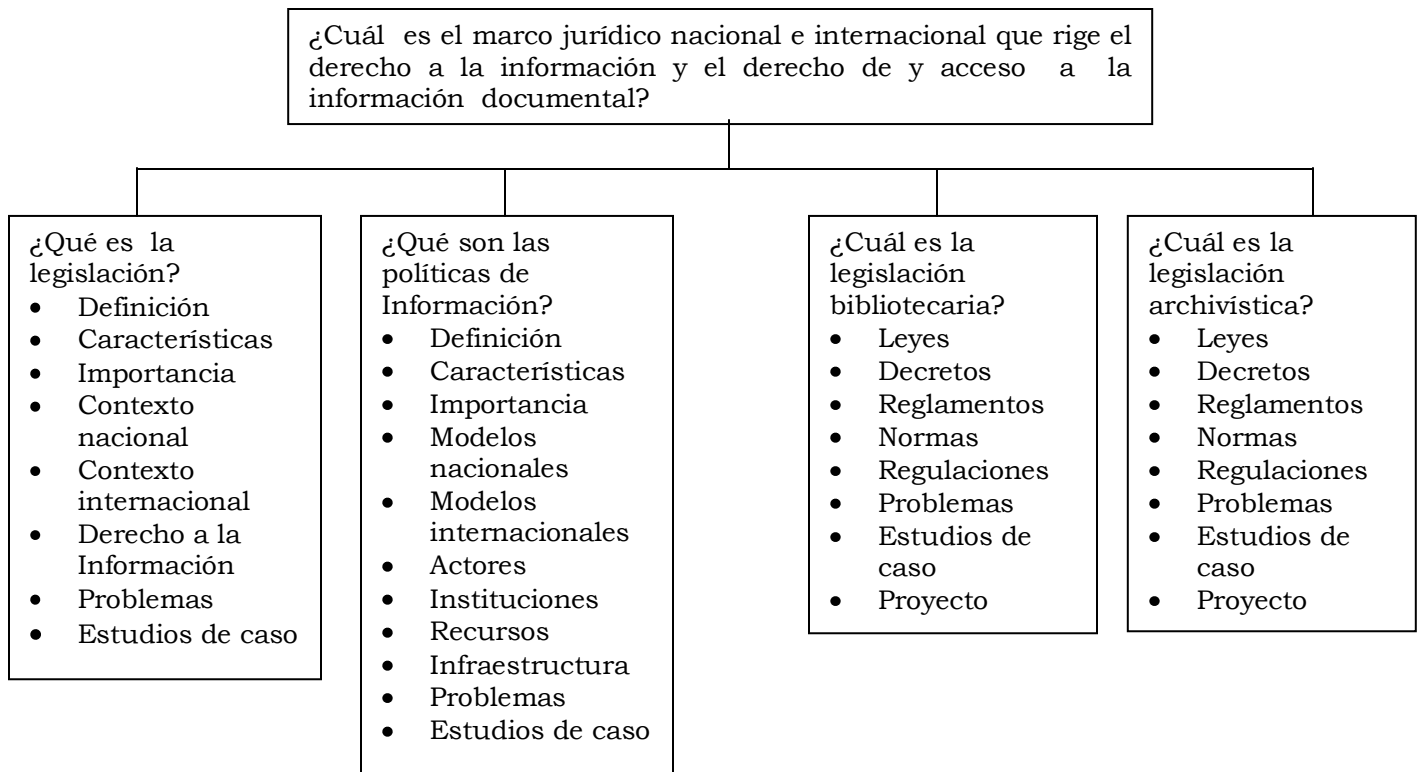 ¿Cuál es el marco jurídico nacional e internacional que rige el
derecho a la información y el derecho de y acceso a la
información documental?
¿Qué es la
legislación?
• Definición
• Características
• Importancia
• Contexto
nacional
• Contexto
internacional
• Derecho a la
Información
• Problemas
• Estudios de caso
¿Qué son las
políticas de
Información?
• Definición
• Características
• Importancia
• Modelos
nacionales
• Modelos
internacionales
• Actores
• Instituciones
• Recursos
• Infraestructura
• Problemas
• Estudios de caso
¿Cuál es la
legislación
bibliotecaria?
• Leyes
• Decretos
• Reglamentos
• Normas
• Regulaciones
• Problemas
• Estudios de
caso
• Proyecto
¿Cuál es la
legislación
archivística?
• Leyes
• Decretos
• Reglamentos
• Normas
• Regulaciones
• Problemas
• Estudios de
caso
• Proyecto